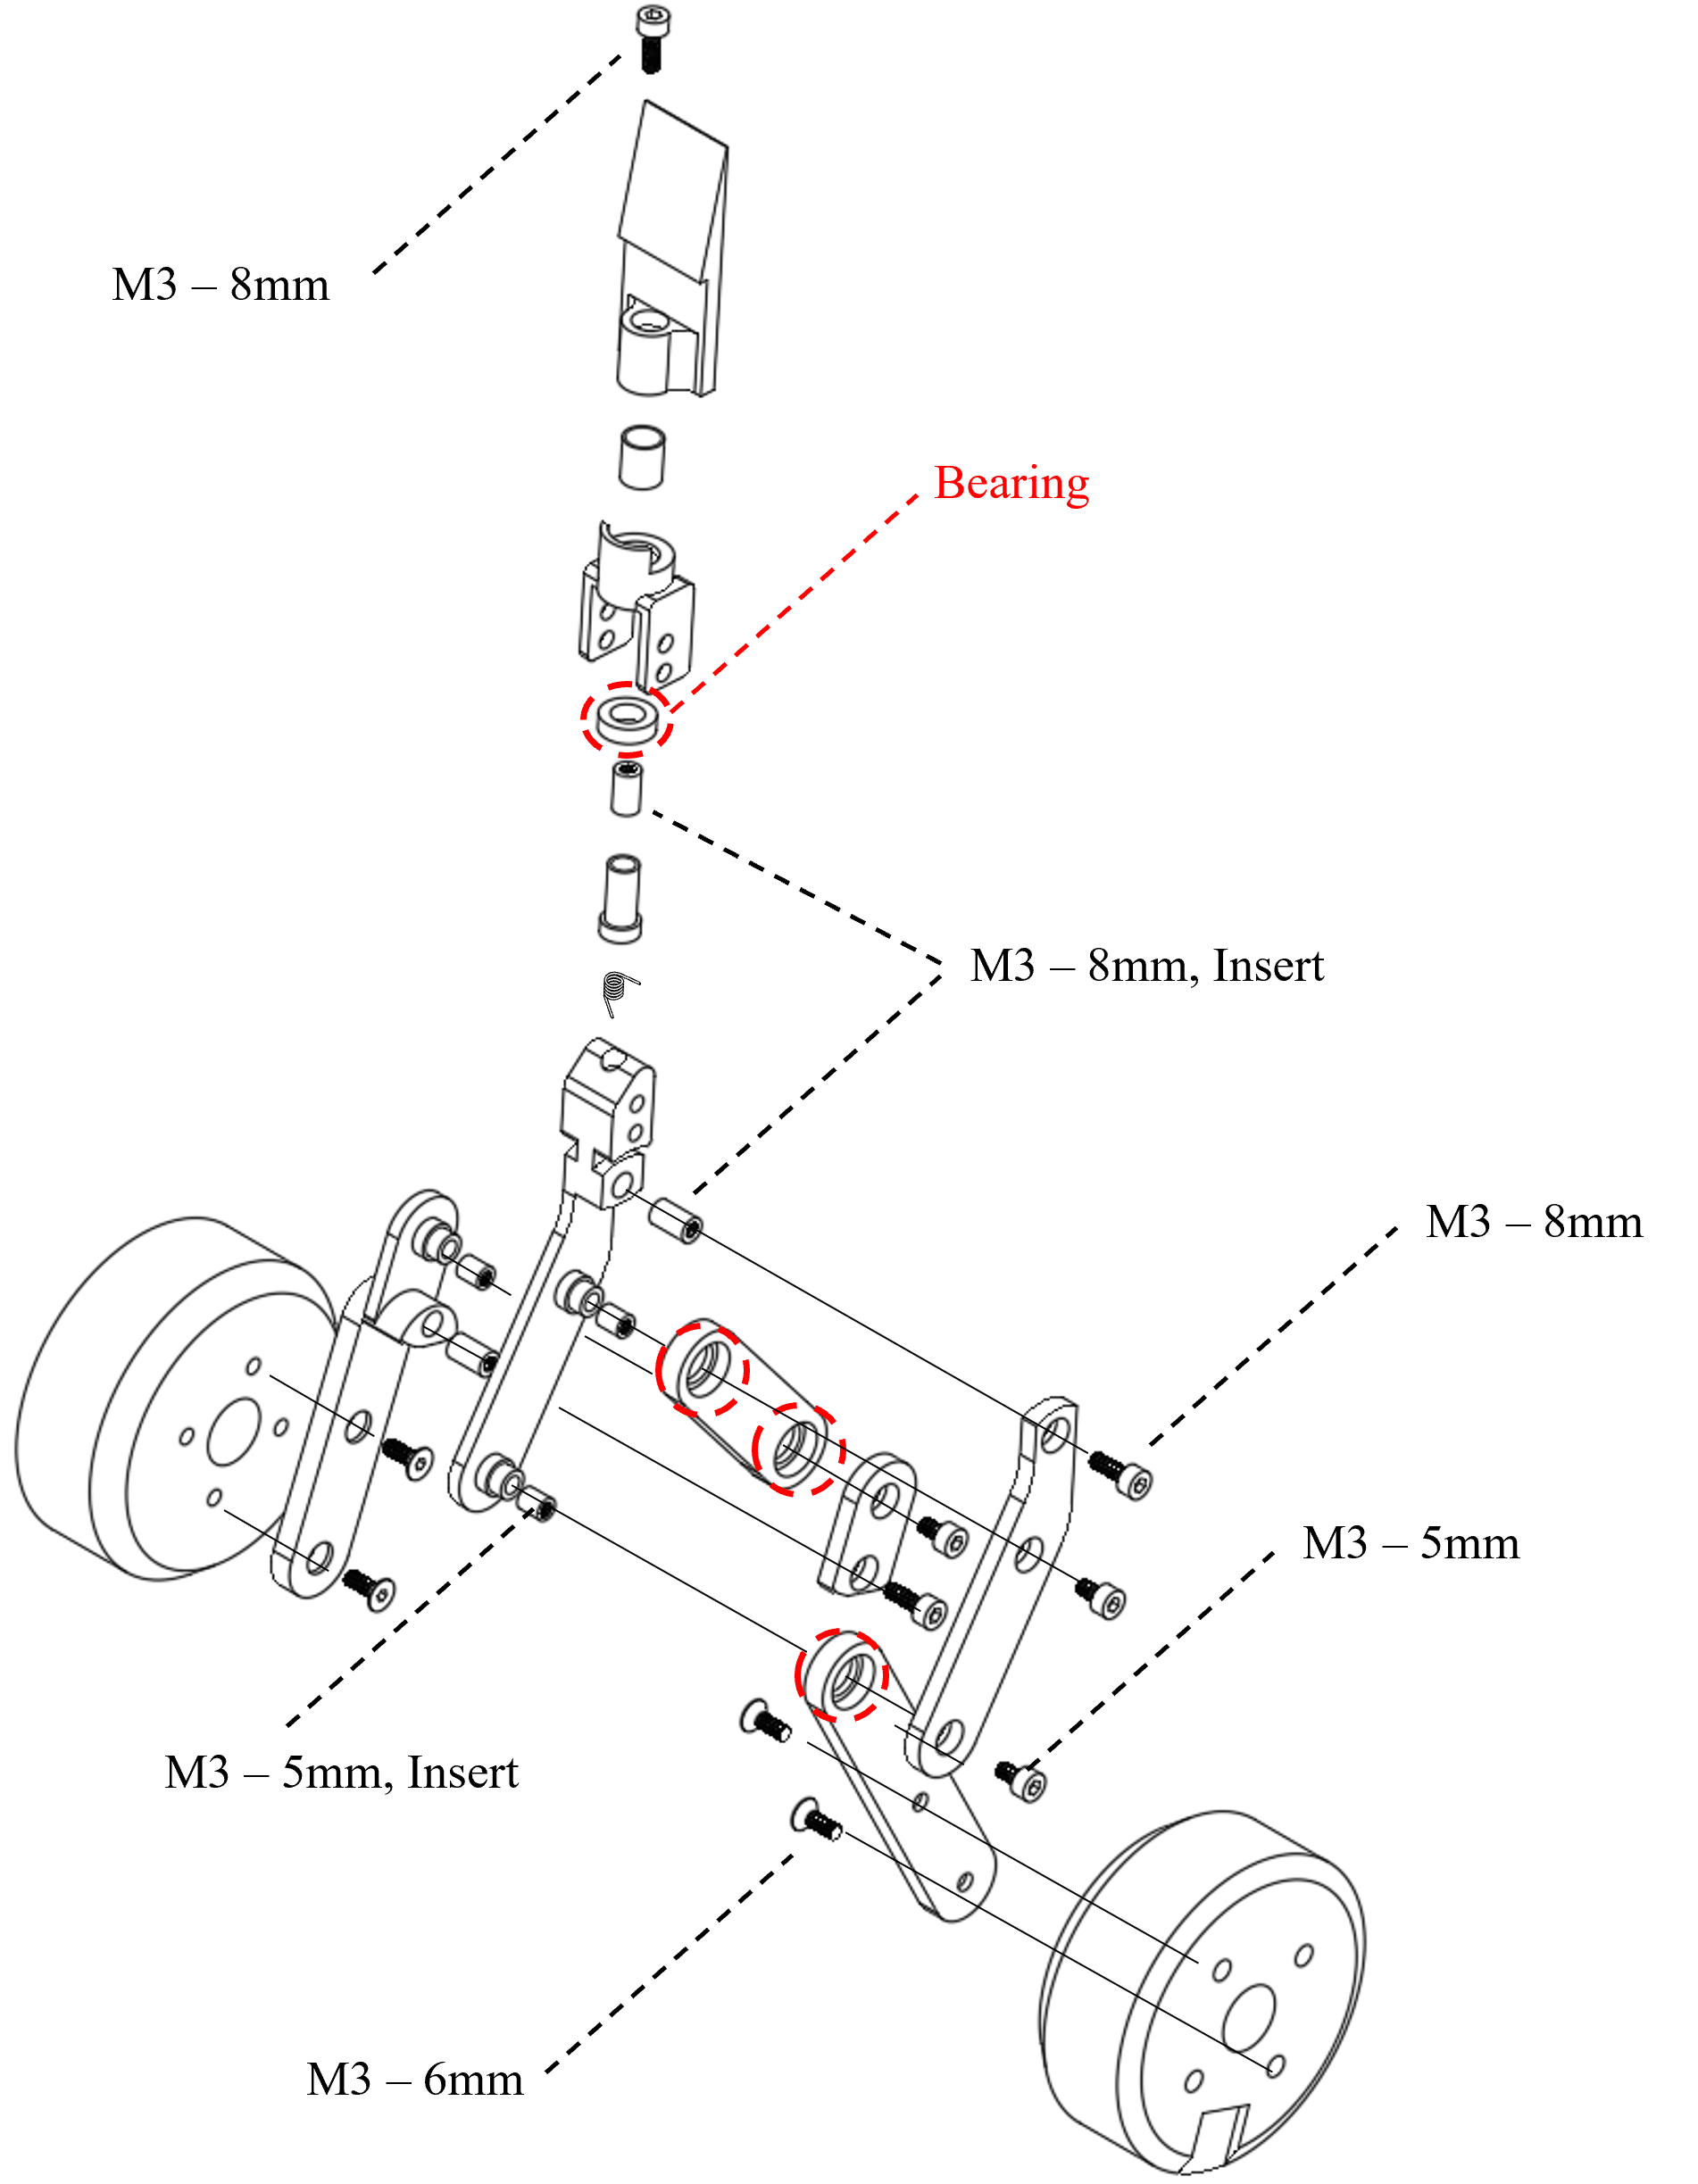 M3 – 8mm
Bearing
M3 – 8mm, Insert
M3 – 8mm
M3 – 5mm
M3 – 5mm, Insert
M3 – 6mm